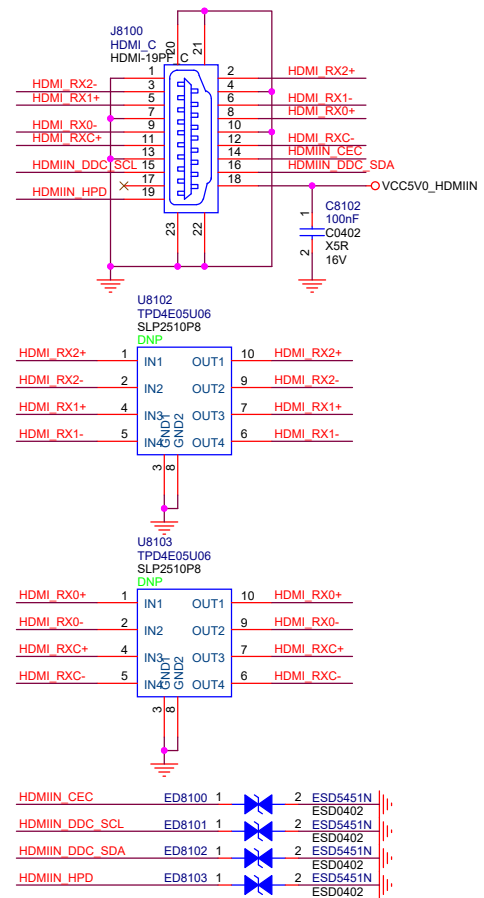 J8100
HDMI_C
HDMI-19PF_C
20
21
1
2
HDMI_RX2+
HDMI_RX2-
3
4
HDMI_RX1+
5
6
HDMI_RX1-
7
8
HDMI_RX0+
HDMI_RX0-
9
10
HDMI_RXC+
11
12
HDMI_RXC-
13
14
HDMIIN_CEC
HDMIIN_DDC_SCL
15
16
HDMIIN_DDC_SDA
17
18
VCC5V0_HDMIIN
HDMIIN_HPD
19
23
22
1
2
C8102
100nF
C0402
X5R
16V
U8102
TPD4E05U06
SLP2510P8
DNP
HDMI_RX2+
1
IN1
OUT1
10
HDMI_RX2+
HDMI_RX2-
2
IN2
OUT2
9
HDMI_RX2-
HDMI_RX1+
4
IN3
OUT3
7
HDMI_RX1+
HDMI_RX1-
5
IN4
OUT4
6
HDMI_RX1-
GND1
GND2
3
8
U8103
TPD4E05U06
SLP2510P8
DNP
HDMI_RX0+
1
IN1
OUT1
10
HDMI_RX0+
HDMI_RX0-
2
IN2
OUT2
9
HDMI_RX0-
HDMI_RXC+
4
IN3
OUT3
7
HDMI_RXC+
HDMI_RXC-
5
IN4
OUT4
6
HDMI_RXC-
GND1
GND2
3
8
HDMIIN_CEC
ED8100
1
2
ESD5451N
ESD0402
HDMIIN_DDC_SCL
ED8101
1
2
ESD5451N
ESD0402
HDMIIN_DDC_SDA
ED8102
1
2
ESD5451N
ESD0402
HDMIIN_HPD
ED8103
1
2
ESD5451N
ESD0402